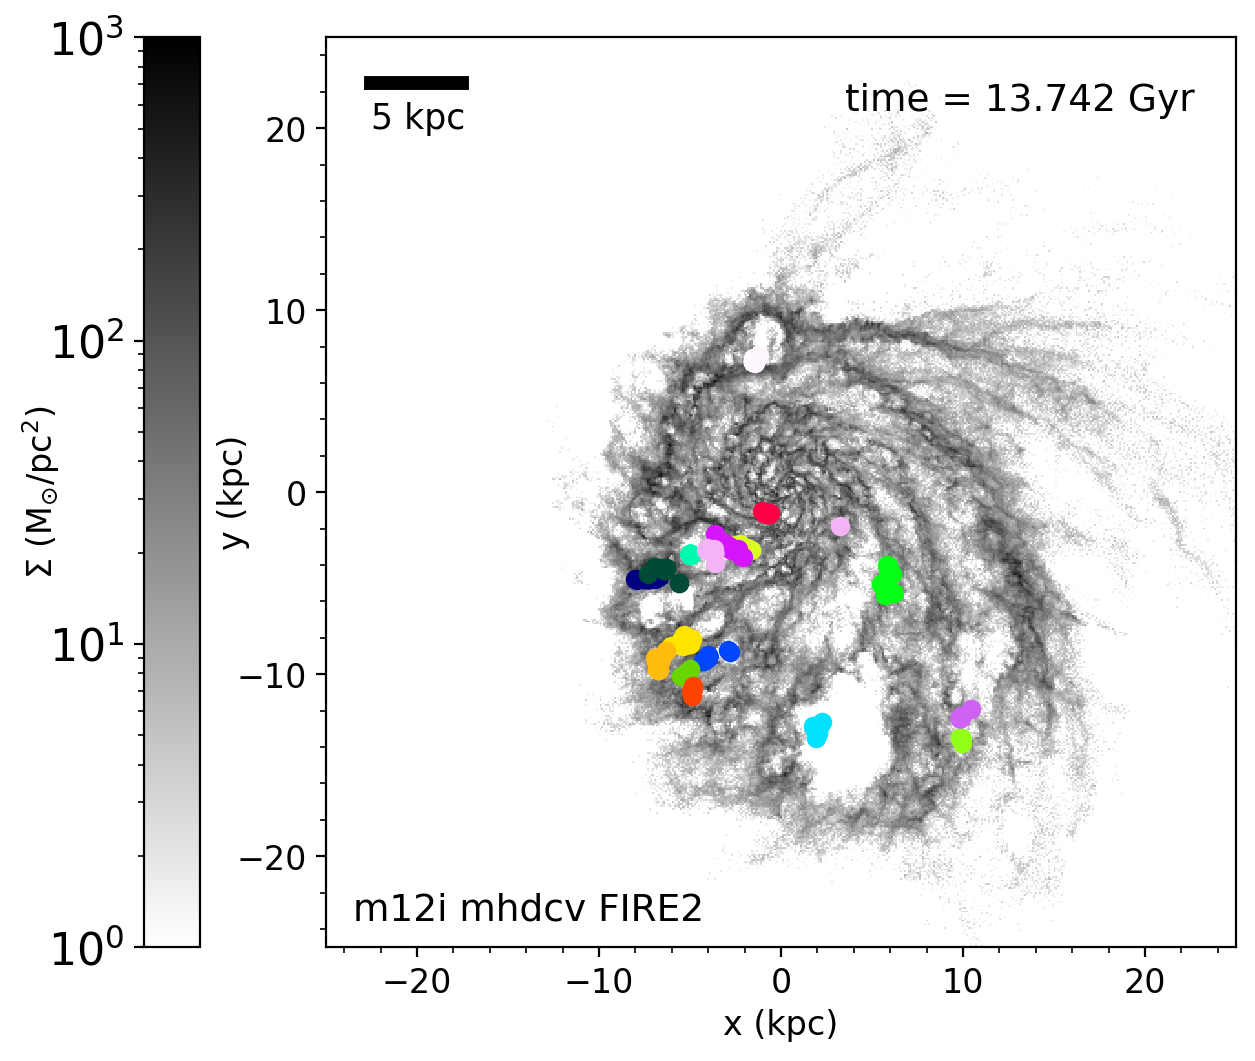 10³
10²
10¹
10⁰
Σ (M⊙/pc²)
y (kpc)
20
10
0
−10
−20
5 kpc
time = 13.742 Gyr
m12i mhdcv FIRE2
−20
−10
0
10
20
x (kpc)